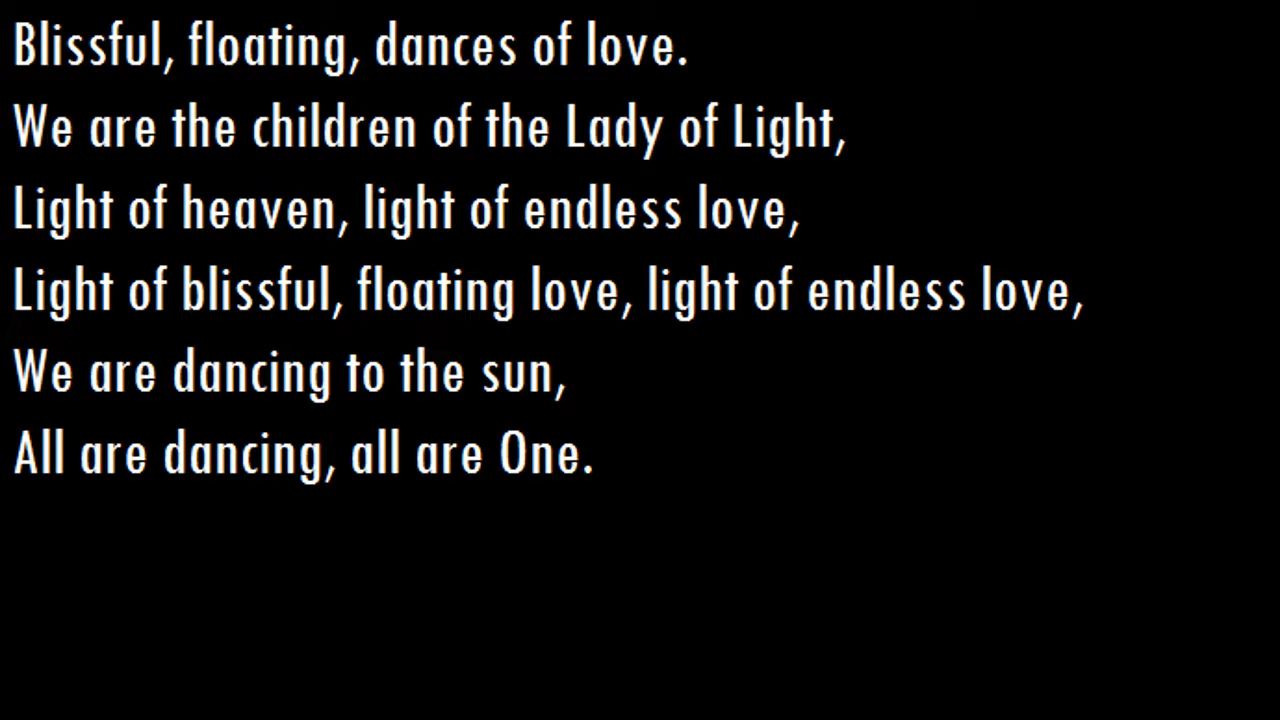 Blissful, floating, dances of love.
We are the children of the Lady of Light,
Light of heaven, light of endless love,
Light of blissful, floating love, light of endless love,
We are dancing to the sun,
All are dancing, all are One.